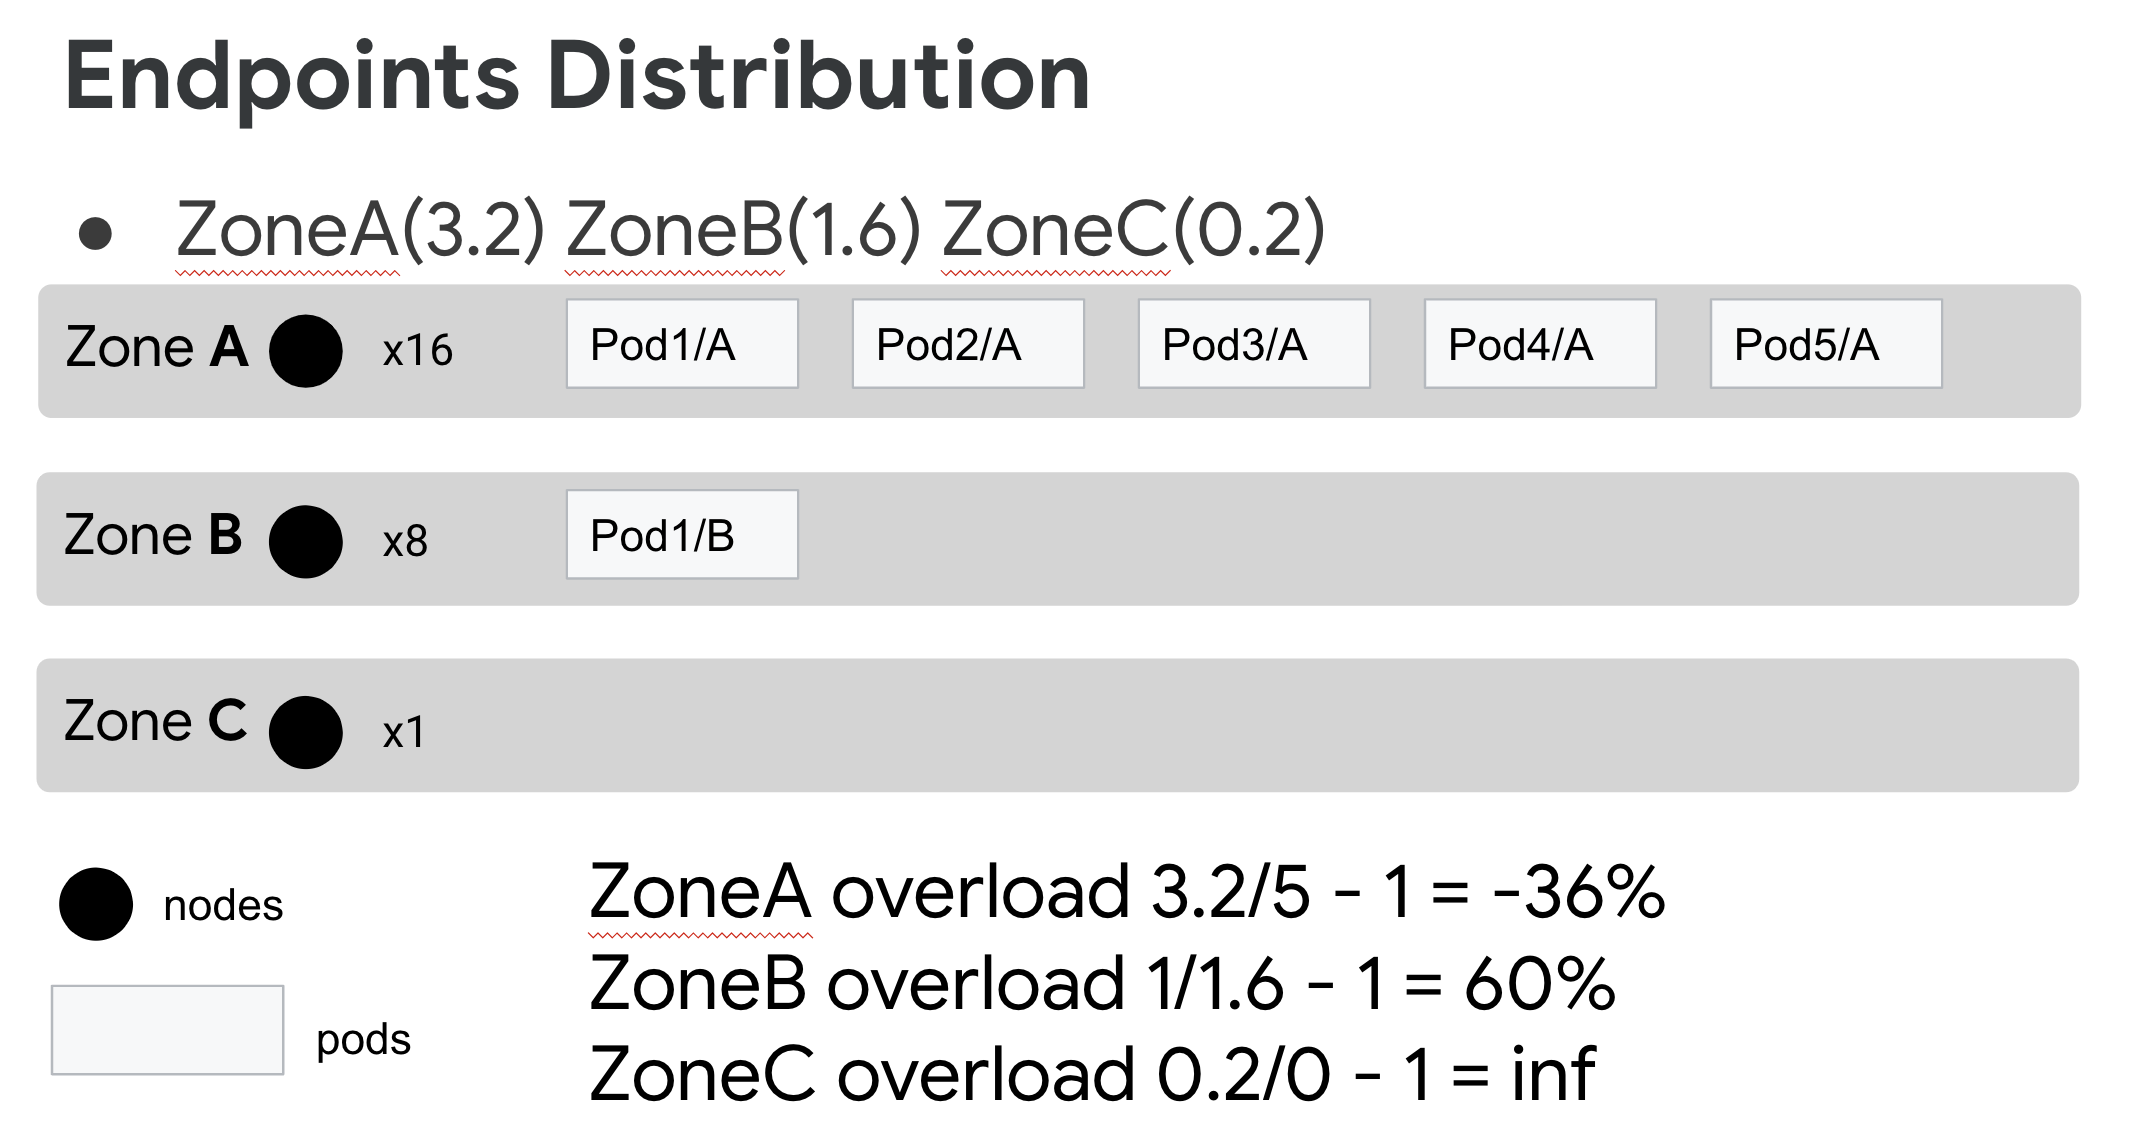 Endpoints Distribution
● ZoneA(3.2) ZoneB(1.6) ZoneC(0.2)
Zone A x16 Pod1/A Pod2/A Pod3/A Pod4/A Pod5/A
Zone B x8 Pod1/B
Zone C x1
nodes
pods
ZoneA overload 3.2/5 - 1 = -36%
ZoneB overload 1/1.6 - 1 = 60%
ZoneC overload 0.2/0 - 1 = inf